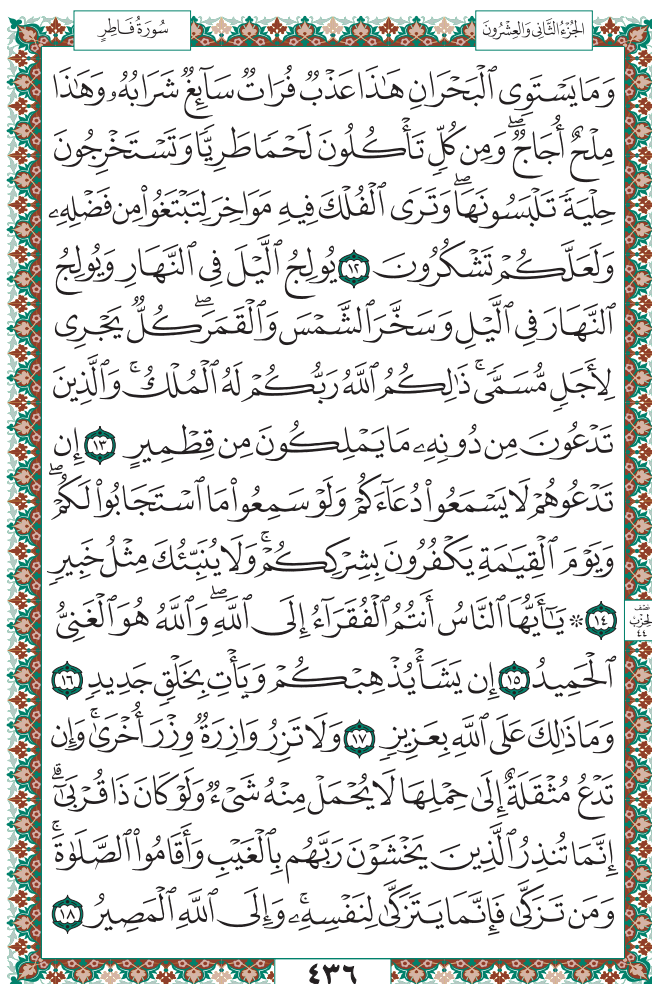 سُورَةُ فَاطِرٍ
الجُزْءُ الثَّانِي وَالعِشْرُونَ
وَمَا يَسْتَوِي ٱلْبَحْرَانِ هَٰذَا عَذْبٌ فُرَاتٌ سَآئِغٌ شَرَابُهُۥ وَهَٰذَا
مِلْحٌ أُجَاجٌ ۖ وَمِن كُلٍّ تَأْكُلُونَ لَحْمًا طَرِيًّا وَتَسْتَخْرِجُونَ
حِلْيَةً تَلْبَسُونَهَا ۖ وَتَرَى ٱلْفُلْكَ فِيهِ مَوَاخِرَ لِتَبْتَغُوا۟ مِن فَضْلِهِۦ
وَلَعَلَّكُمْ تَشْكُرُونَ ١٢ يُولِجُ ٱلَّيْلَ فِي ٱلنَّهَارِ وَيُولِجُ
ٱلنَّهَارَ فِي ٱلَّيْلِ وَسَخَّرَ ٱلشَّمْسَ وَٱلْقَمَرَ ۖ كُلٌّ يَجْرِي
لِأَجَلٍ مُّسَمًّى ۚ ذَٰلِكُمُ ٱللَّهُ رَبُّكُمْ لَهُ ٱلْمُلْكُ ۚ وَٱلَّذِينَ
تَدْعُونَ مِن دُونِهِۦ مَا يَمْلِكُونَ مِن قِطْمِيرٍ ١٣ إِن
تَدْعُوهُمْ لَا يَسْمَعُوا۟ دُعَآءَكُمْ وَلَوْ سَمِعُوا۟ مَا ٱسْتَجَابُوا۟ لَكُمْ ۖ
وَيَوْمَ ٱلْقِيَٰمَةِ يَكْفُرُونَ بِشِرْكِكُمْ ۚ وَلَا يُنَبِّئُكَ مِثْلُ خَبِيرٍ
١٤ ۞ يَٰٓأَيُّهَا ٱلنَّاسُ أَنتُمُ ٱلْفُقَرَآءُ إِلَى ٱللَّهِ ۖ وَٱللَّهُ هُوَ ٱلْغَنِيُّ
نصف
الحزب
٤٤
ٱلْحَمِيدُ ١٥ إِن يَشَأْ يُذْهِبْكُمْ وَيَأْتِ بِخَلْقٍ جَدِيدٍ ١٦
وَمَا ذَٰلِكَ عَلَى ٱللَّهِ بِعَزِيزٍ ١٧ وَلَا تَزِرُ وَازِرَةٌ وِزْرَ أُخْرَىٰ ۚ وَإِن
تَدْعُ مُثْقَلَةٌ إِلَىٰ حِمْلِهَا لَا يُحْمَلْ مِنْهُ شَيْءٌ وَلَوْ كَانَ ذَا قُرْبَىٰٓ ۗ
إِنَّمَا تُنذِرُ ٱلَّذِينَ يَخْشَوْنَ رَبَّهُم بِٱلْغَيْبِ وَأَقَامُوا۟ ٱلصَّلَوٰةَ ۚ
وَمَن تَزَكَّىٰ فَإِنَّمَا يَتَزَكَّىٰ لِنَفْسِهِۦ ۚ وَإِلَى ٱللَّهِ ٱلْمَصِيرُ ١٨
٤٣٦